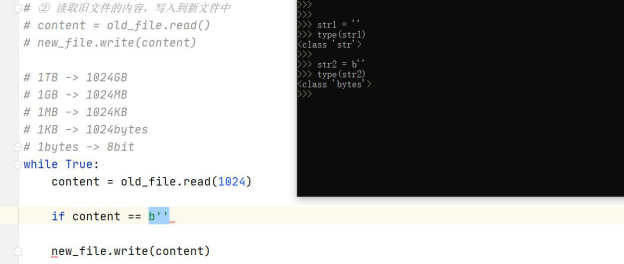 # ② 读取旧文件的内容，写入到新文件中
# content = old_file.read()
# new_file.write(content)
# 1TB -> 1024GB
# 1GB -> 1024MB
# 1MB -> 1024KB
# 1KB -> 1024bytes
# 1bytes -> 8bit
while True:
    content = old_file.read(1024)
    if content == b''
    new_file.write(content)
>>>
>>>
>>> str1 = ''
>>> type(str1)
<class 'str'>
>>>
>>> str2 = b''
>>> type(str2)
<class 'bytes'>
>>>